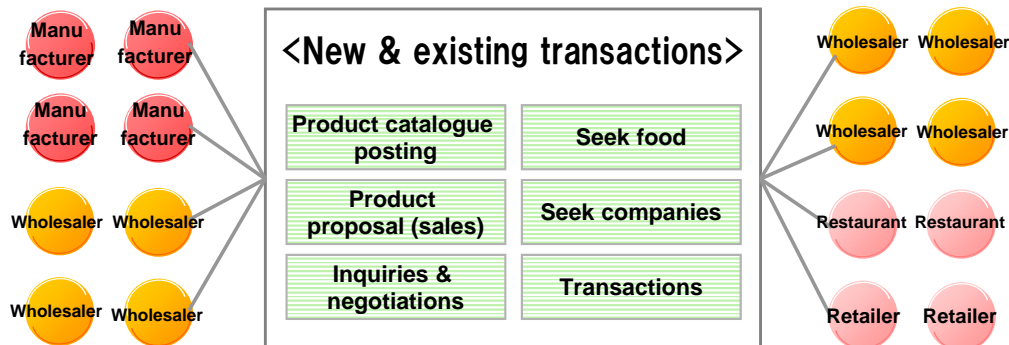 Manu
facturer
Manu
facturer
Manu
facturer
Manu
facturer
Wholesaler
Wholesaler
Wholesaler
Wholesaler
<New & existing transactions>
Product catalogue
posting
Seek food
Product
proposal (sales)
Seek companies
Inquiries &
negotiations
Transactions
Wholesaler
Wholesaler
Wholesaler
Wholesaler
Restaurant
Restaurant
Retailer
Retailer